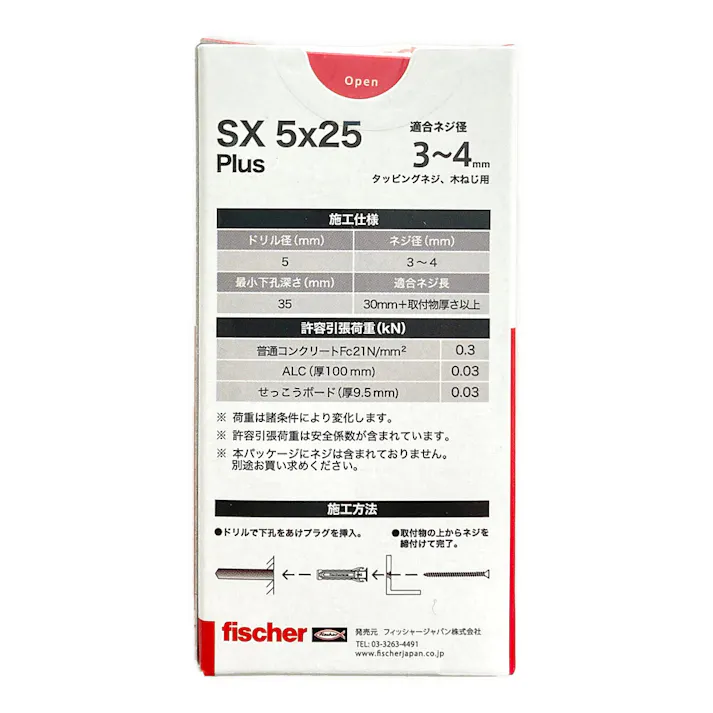 Open
SX 5x25
Plus
適合ネジ径
3〜4mm
タッピングネジ、木ねじ用
施工仕様
ドリル径(mm) ネジ径(mm)
5 3〜4
最小下孔深さ(mm) 適合ネジ長
35 30mm+取付物厚さ以上
許容引張荷重(kN)
普通コンクリートFc21N/mm² 0.3
ALC(厚100mm) 0.03
せっこうボード(厚9.5mm) 0.03
※ 荷重は諸条件により変化します。
※ 許容引張荷重は安全係数が含まれています。
※ 本パッケージにネジは含まれておりません。
別途お買い求めください。
施工方法
●ドリルで下孔をあけプラグを挿入。
●取付物の上からネジを
締付けて完了。
fischer
発売元 フィッシャージャパン株式会社
TEL: 03-3263-4491
www.fischerjapan.co.jp